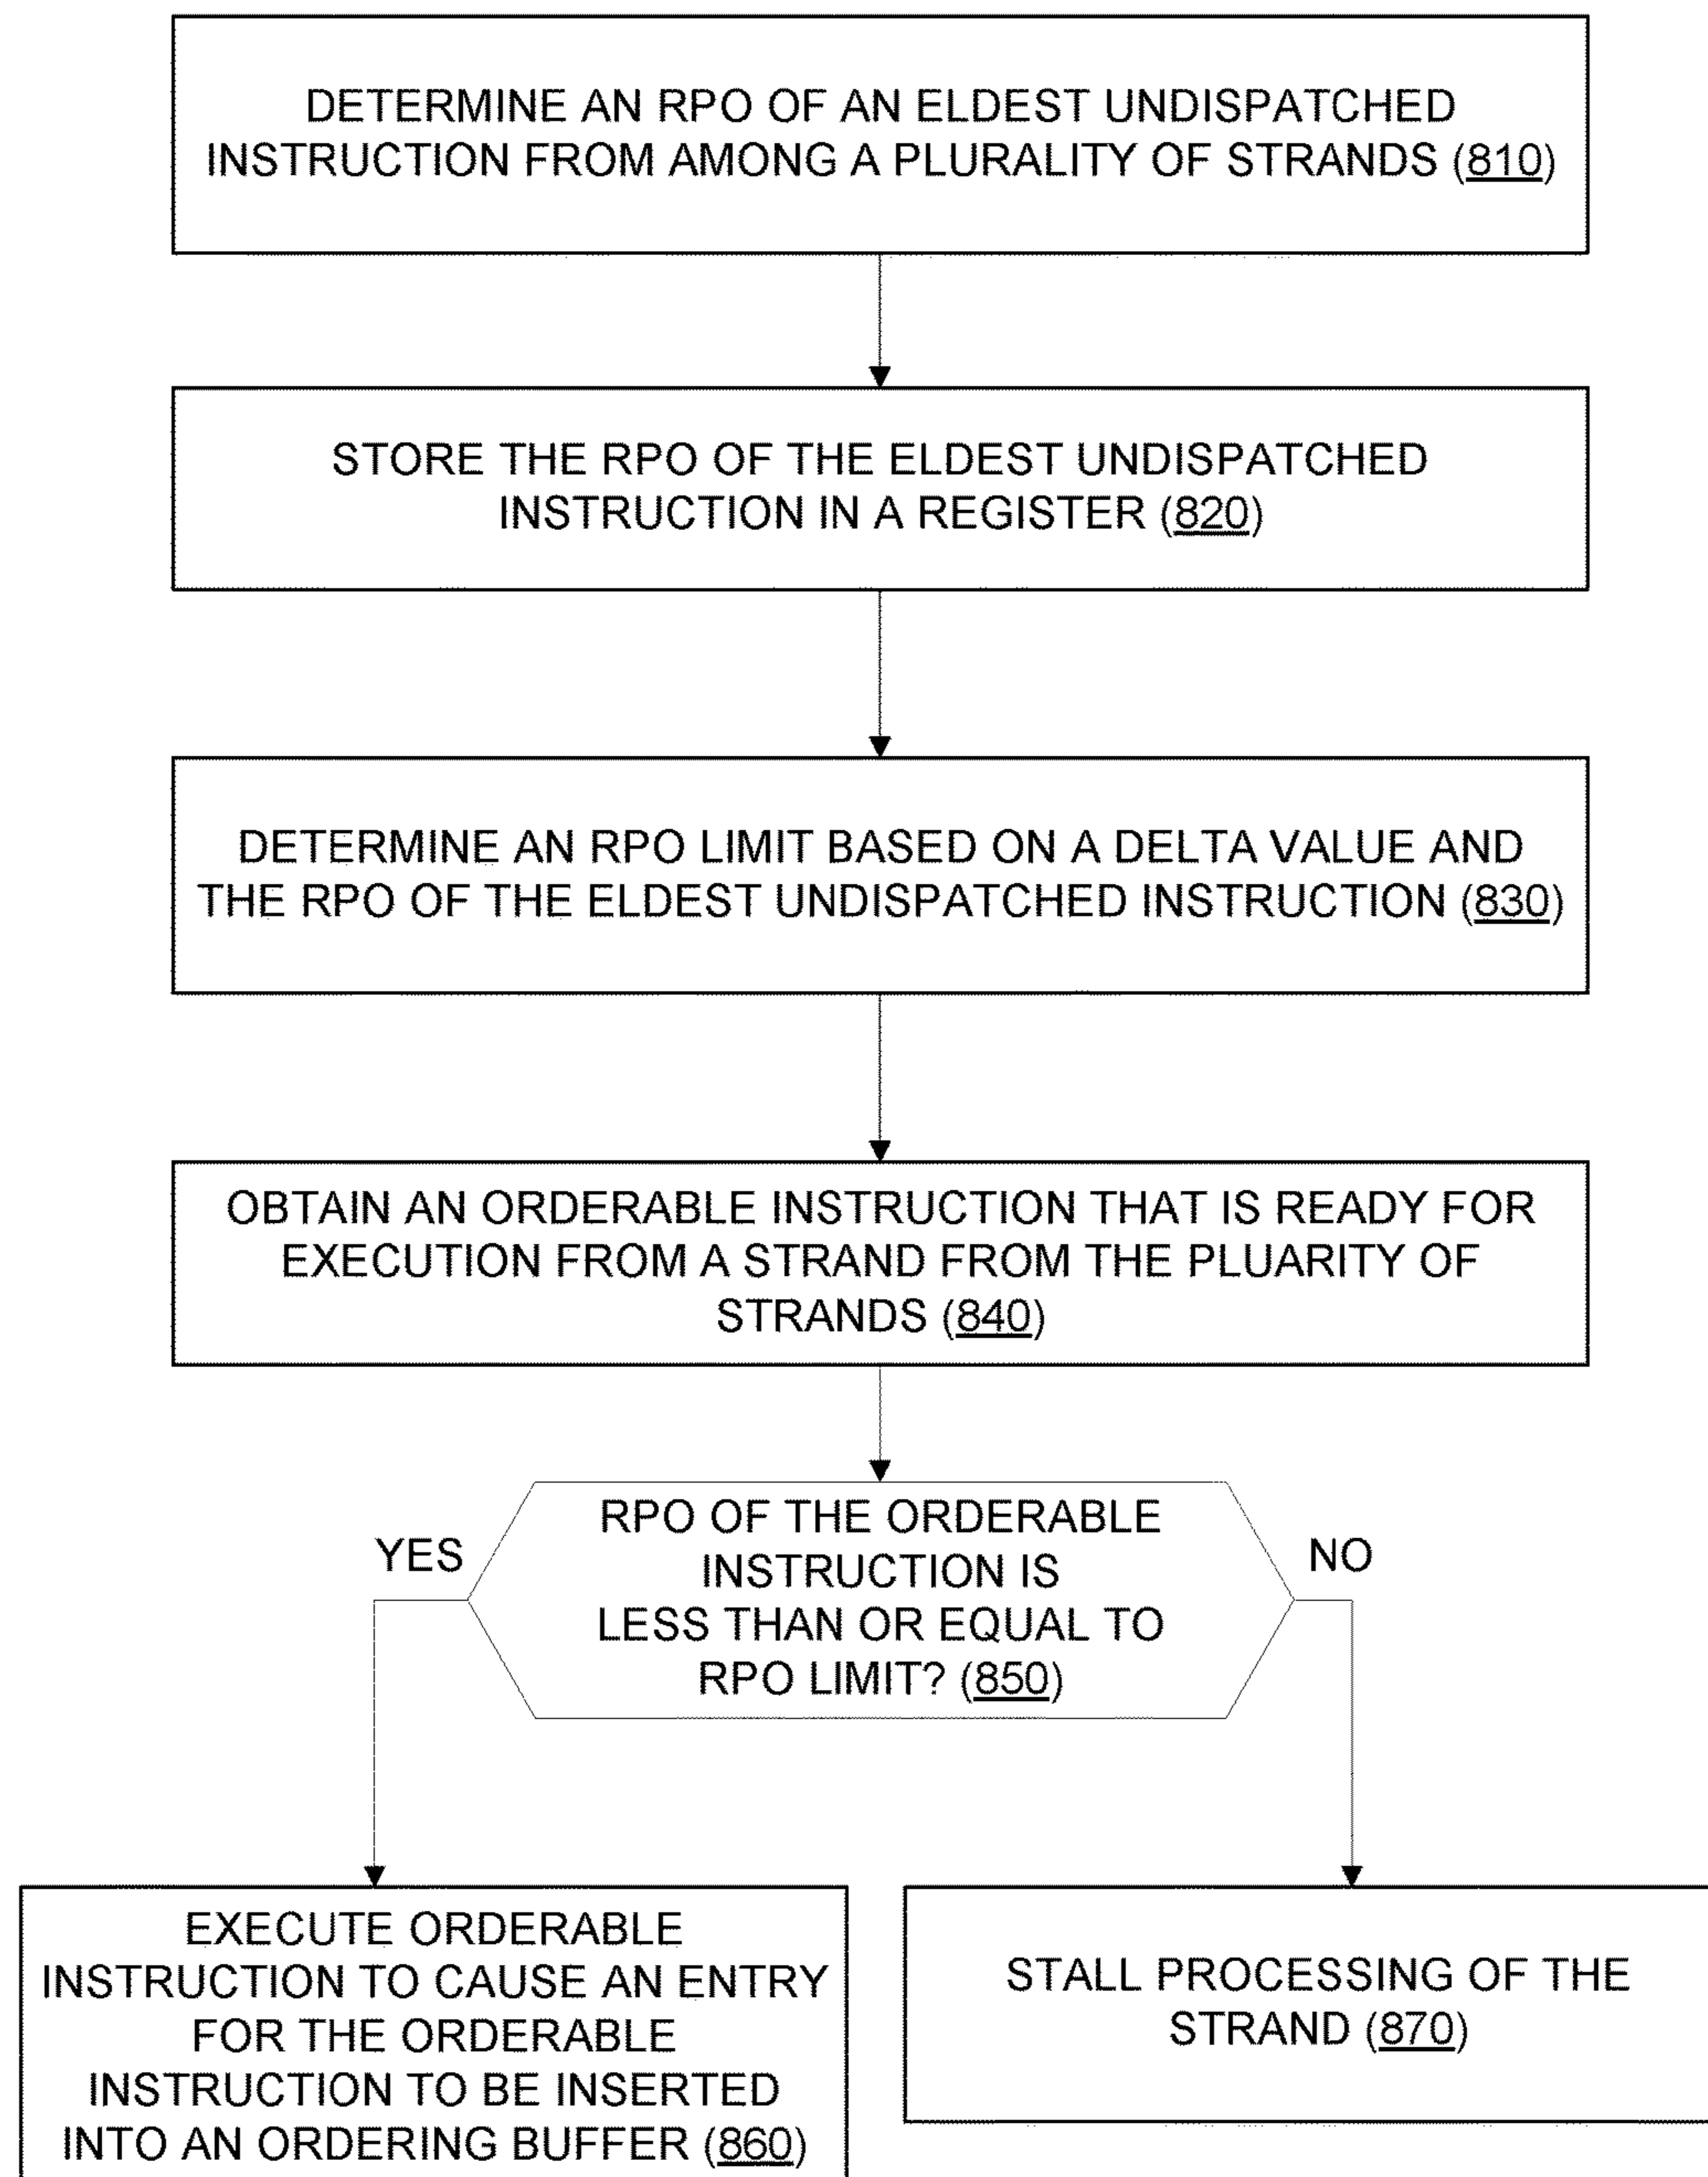 DETERMINE AN RPO OF AN ELDEST UNDISPATCHED
INSTRUCTION FROM AMONG A PLURALITY OF STRANDS (810)
STORE THE RPO OF THE ELDEST UNDISPATCHED
INSTRUCTION IN A REGISTER (820)
DETERMINE AN RPO LIMIT BASED ON A DELTA VALUE AND
THE RPO OF THE ELDEST UNDISPATCHED INSTRUCTION (830)
OBTAIN AN ORDERABLE INSTRUCTION THAT IS READY FOR
EXECUTION FROM A STRAND FROM THE PLUARITY OF
STRANDS (840)
RPO OF THE ORDERABLE
INSTRUCTION IS
LESS THAN OR EQUAL TO
RPO LIMIT? (850)
YES
NO
EXECUTE ORDERABLE
INSTRUCTION TO CAUSE AN ENTRY
FOR THE ORDERABLE
INSTRUCTION TO BE INSERTED
INTO AN ORDERING BUFFER (860)
STALL PROCESSING OF THE
STRAND (870)